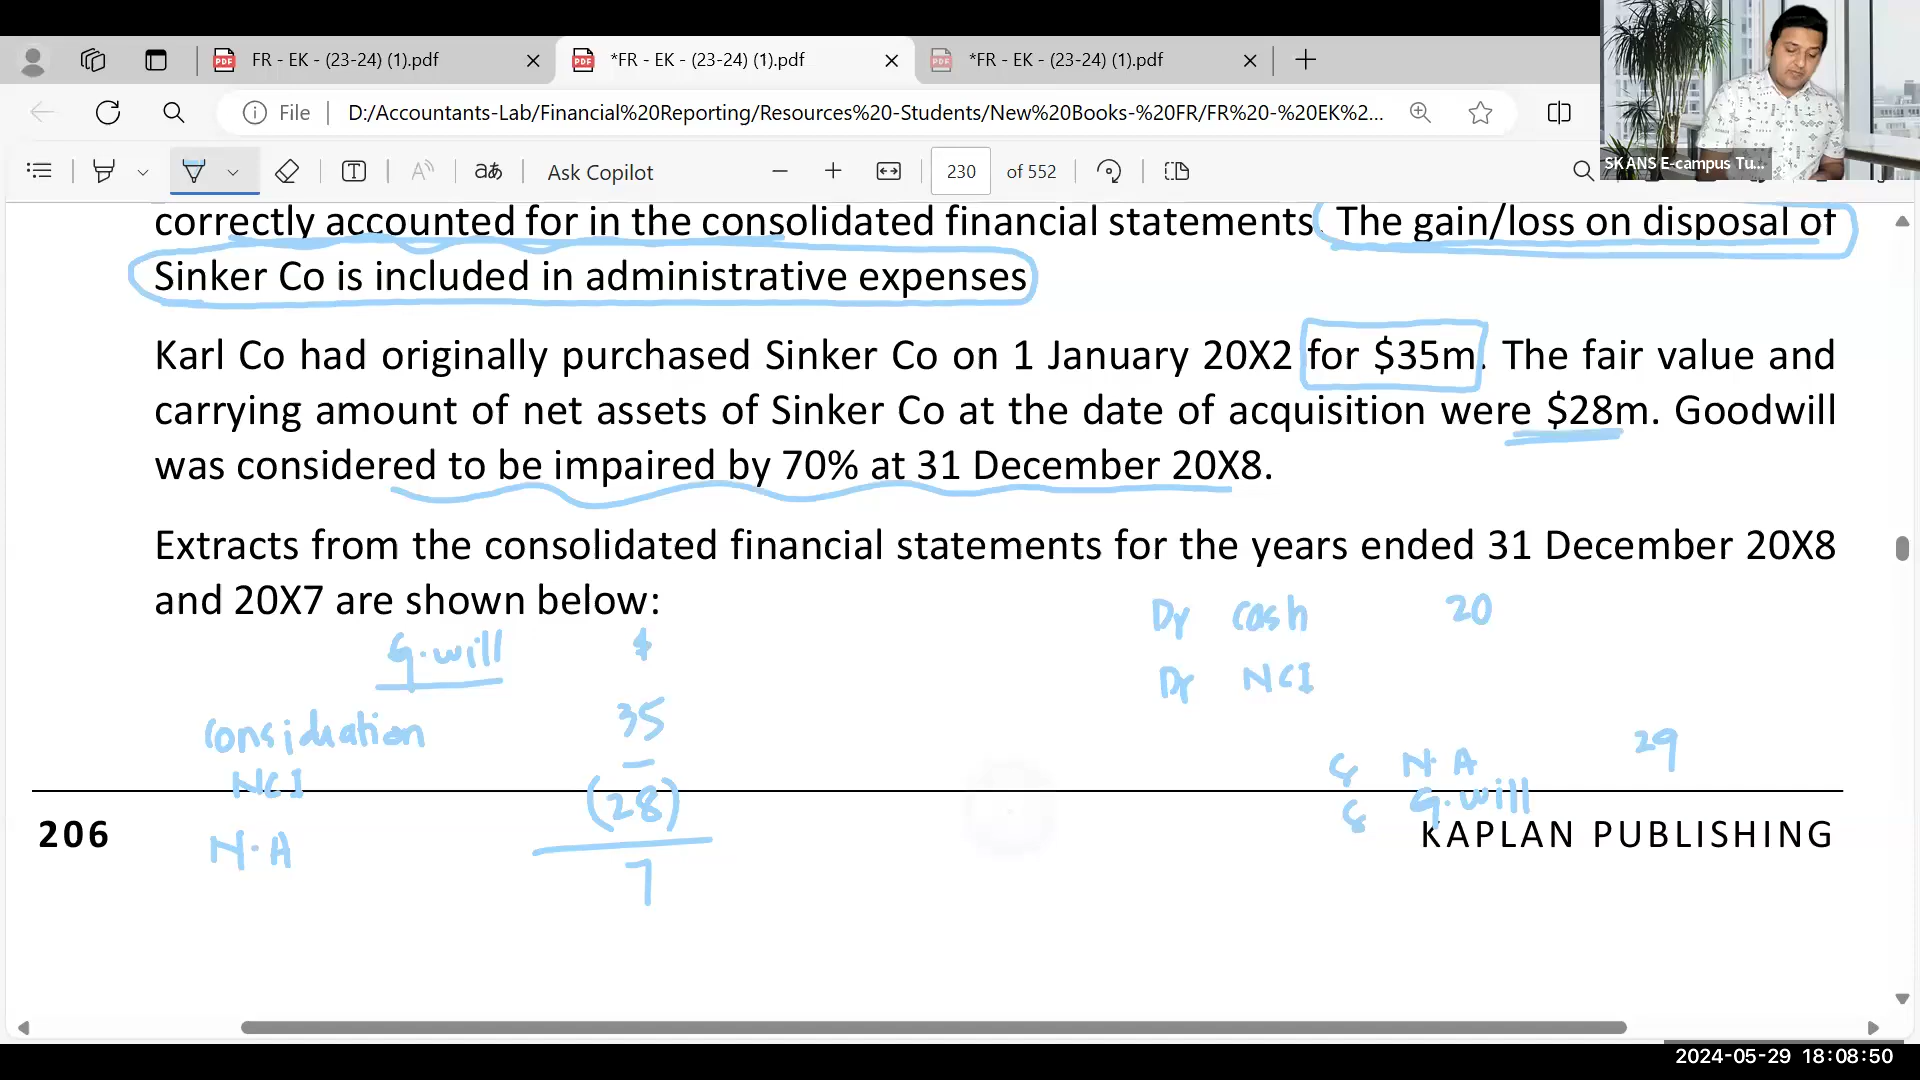 FR - EK - (23-24) (1).pdf
*FR - EK - (23-24) (1).pdf
*FR - EK - (23-24) (1).pdf
File
D:/Accountants-Lab/Financial%20Reporting/Resources%20-Students/New%20Books-%20FR/FR%20-%20EK%2...
Ask Copilot
230 of 552
SKANS E-campus Tu...
correctly accounted for in the consolidated financial statements. The gain/loss on disposal of
Sinker Co is included in administrative expenses
Karl Co had originally purchased Sinker Co on 1 January 20X2 for $35m. The fair value and
carrying amount of net assets of Sinker Co at the date of acquisition were $28m. Goodwill
was considered to be impaired by 70% at 31 December 20X8.
Extracts from the consolidated financial statements for the years ended 31 December 20X8
and 20X7 are shown below:
Dr cash 20
G.will $
Dr NCI
consideration 35
NCI -
N.A 29
(28)
G.will
206
KAPLAN PUBLISHING
N.A
7
2024-05-29 18:08:50